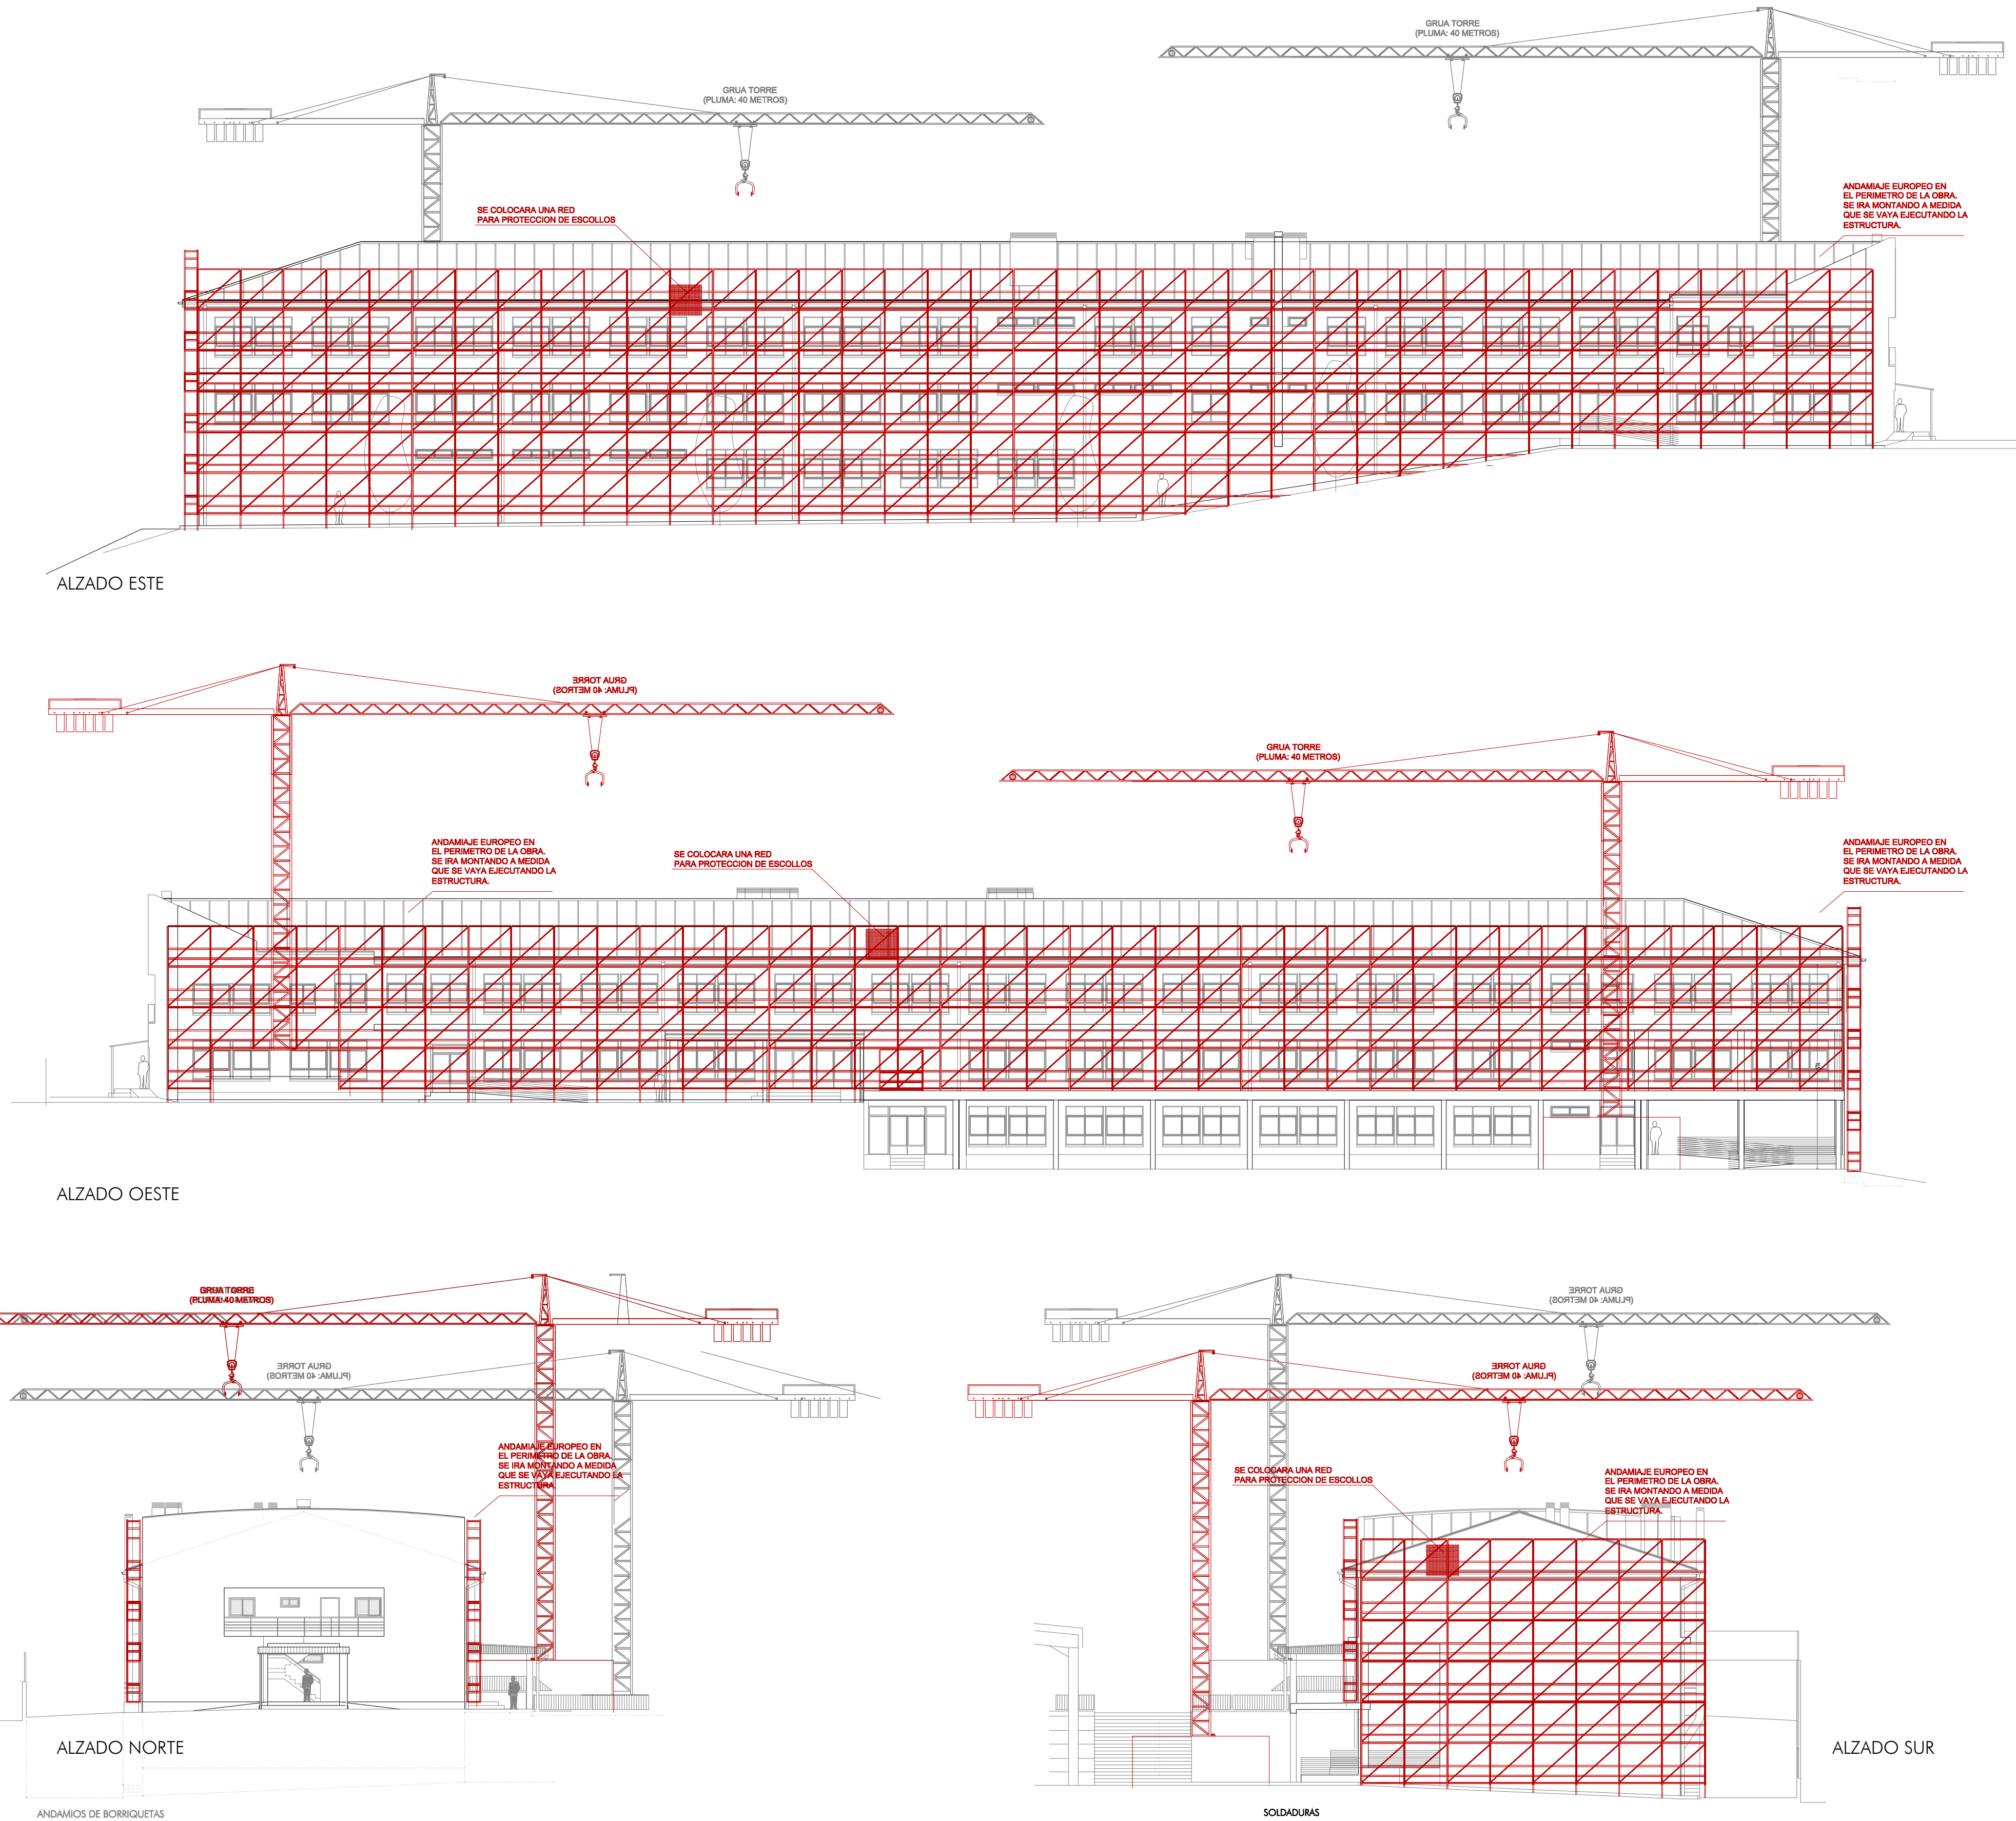 GRUA TORRE
(PLUMA: 40 METROS)
GRUA TORRE
(PLUMA: 40 METROS)
SE COLOCARA UNA RED
PARA PROTECCION DE ESCOLLOS
ANDAMIAJE EUROPEO EN
EL PERIMETRO DE LA OBRA.
SE IRA MONTANDO A MEDIDA
QUE SE VAYA EJECUTANDO LA
ESTRUCTURA.
ALZADO ESTE
GRUA TORRE
(PLUMA: 40 METROS)
GRUA TORRE
(PLUMA: 40 METROS)
ANDAMIAJE EUROPEO EN
EL PERIMETRO DE LA OBRA.
SE IRA MONTANDO A MEDIDA
QUE SE VAYA EJECUTANDO LA
ESTRUCTURA.
SE COLOCARA UNA RED
PARA PROTECCION DE ESCOLLOS
ANDAMIAJE EUROPEO EN
EL PERIMETRO DE LA OBRA.
SE IRA MONTANDO A MEDIDA
QUE SE VAYA EJECUTANDO LA
ESTRUCTURA.
ALZADO OESTE
GRUA TORRE
(PLUMA: 40 METROS)
GRUA TORRE
(PLUMA: 40 METROS)
ANDAMIAJE EUROPEO EN
EL PERIMETRO DE LA OBRA.
SE IRA MONTANDO A MEDIDA
QUE SE VAYA EJECUTANDO LA
ESTRUCTURA.
ALZADO NORTE
ANDAMIOS DE BORRIQUETAS
GRUA TORRE
(PLUMA: 40 METROS)
GRUA TORRE
(PLUMA: 40 METROS)
SE COLOCARA UNA RED
PARA PROTECCION DE ESCOLLOS
ANDAMIAJE EUROPEO EN
EL PERIMETRO DE LA OBRA.
SE IRA MONTANDO A MEDIDA
QUE SE VAYA EJECUTANDO LA
ESTRUCTURA.
ALZADO SUR
SOLDADURAS